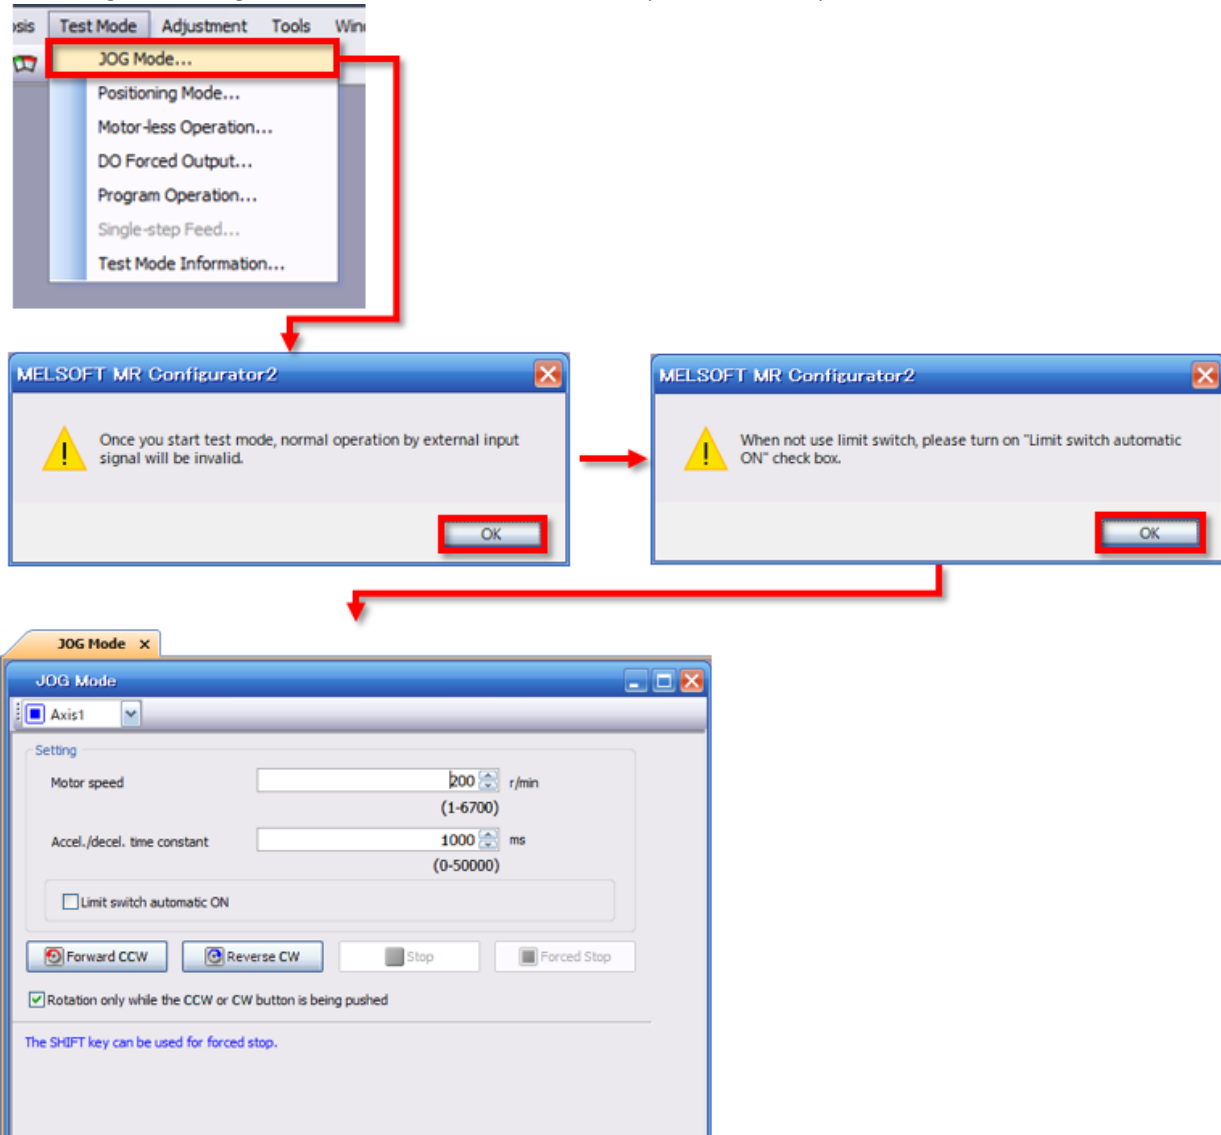 Test Mode Adjustment Tools
JOG Mode...
Positioning Mode...
Motor-less Operation...
DO Forced Output...
Program Operation...
Single-step Feed...
Test Mode Information...
MELSOFT MR Configurator2
Once you start test mode, normal operation by external input
signal will be invalid.
OK
MELSOFT MR Configurator2
When not use limit switch, please turn on "Limit switch automatic
ON" check box.
OK
JOG Mode x
JOG Mode
Axis1
Setting
Motor speed 200 r/min
(1-6700)
Accel./decel. time constant 1000 ms
(0-50000)
Limit switch automatic ON
Forward CCW Reverse CW Stop Forced Stop
Rotation only while the CCW or CW button is being pushed
The SHIFT key can be used for forced stop.